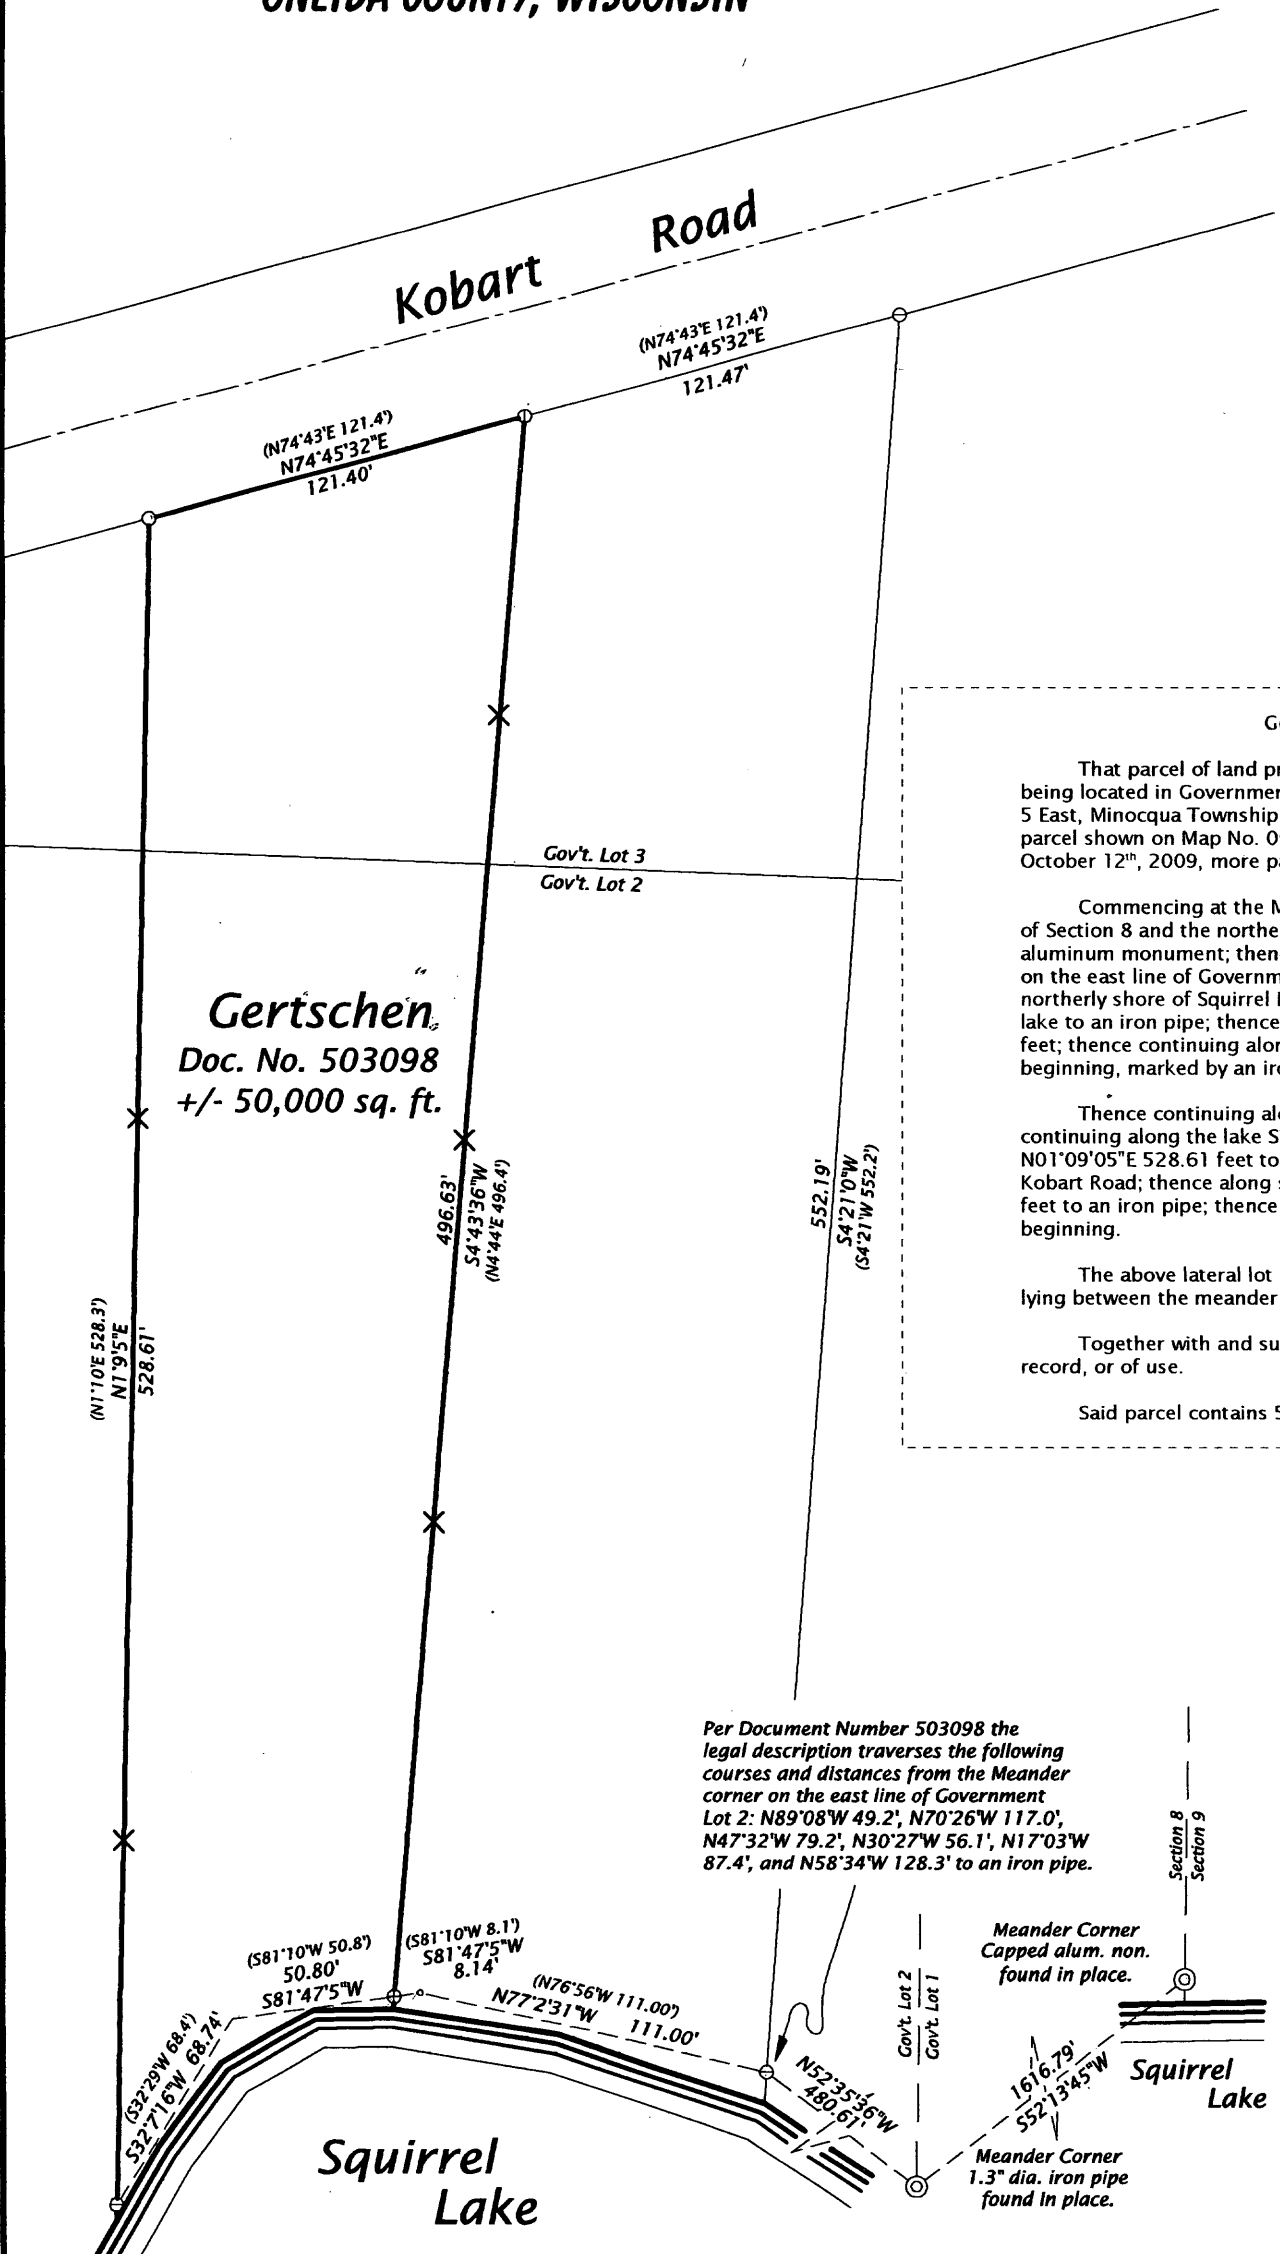 ONEIDA COUNTY, WISCONSIN
Kobart Road
(N74°43'E 121.4')
N74°45'32"E
121.47'
(N74°43'E 121.4')
N74°45'32"E
121.40'
Gov't. Lot 3
Gov't. Lot 2
Gertschen
Doc. No. 503098
+/- 50,000 sq. ft.
That parcel of land
being located in Government
5 East, Minocqua Township
parcel shown on Map No.
October 12th, 2009, more
Commencing at the
of Section 8 and the
aluminum monument;
on the east line of
northerly shore of Squirrel
lake to an iron pipe; thence
feet; thence continuing
beginning, marked by an
Thence continuing
continuing along the lake
N01°09'05"E 528.61 feet to
Kobart Road; thence along
feet to an iron pipe; thence
beginning.
The above lateral lot
lying between the meander
Together with and
record, or of use.
Said parcel contains
496.63'
S4°43'36"W
(N4°44'E 496.4')
552.19'
S4°21'0"W
(S4°21'W 552.2')
(N1°10'E 528.3')
N1°9'5"E
528.61'
Per Document Number 503098 the
legal description traverses the following
courses and distances from the Meander
corner on the east line of Government
Lot 2: N89°08'W 49.2', N70°26'W 117.0',
N47°32'W 79.2', N30°27'W 56.1', N17°03'W
87.4', and N58°34'W 128.3' to an iron pipe.
Section 8
Section 9
(S81°10'W 50.8')
50.80'
S81°47'5"W
(S81°10'W 8.1')
S81°47'5"W
8.14'
(N76°56'W 111.00')
N77°2'31"W
111.00'
Meander Corner
Capped alum. non.
found in place.
Gov't. Lot 2
Gov't. Lot 1
(S32°29'W 68.4')
S32°7'16"W 68.74'
N52°35'36"W
480.61'
1616.79'
S52°13'45"W
Squirrel
Lake
Squirrel
Lake
Meander Corner
1.3" dia. iron pipe
found in place.